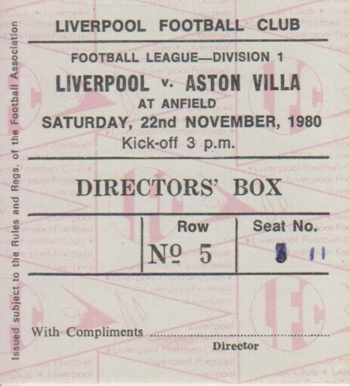 LIVERPOOL FOOTBALL CLUB
FOOTBALL LEAGUE—DIVISION 1
LIVERPOOL v. ASTON VILLA
AT ANFIELD
SATURDAY, 22nd NOVEMBER, 1980
Kick-off 3 p.m.
DIRECTORS' BOX
Row Seat No.
Nº 5 11
With Compliments
Director
Issued subject to the Rules and Regs. of the Football Association